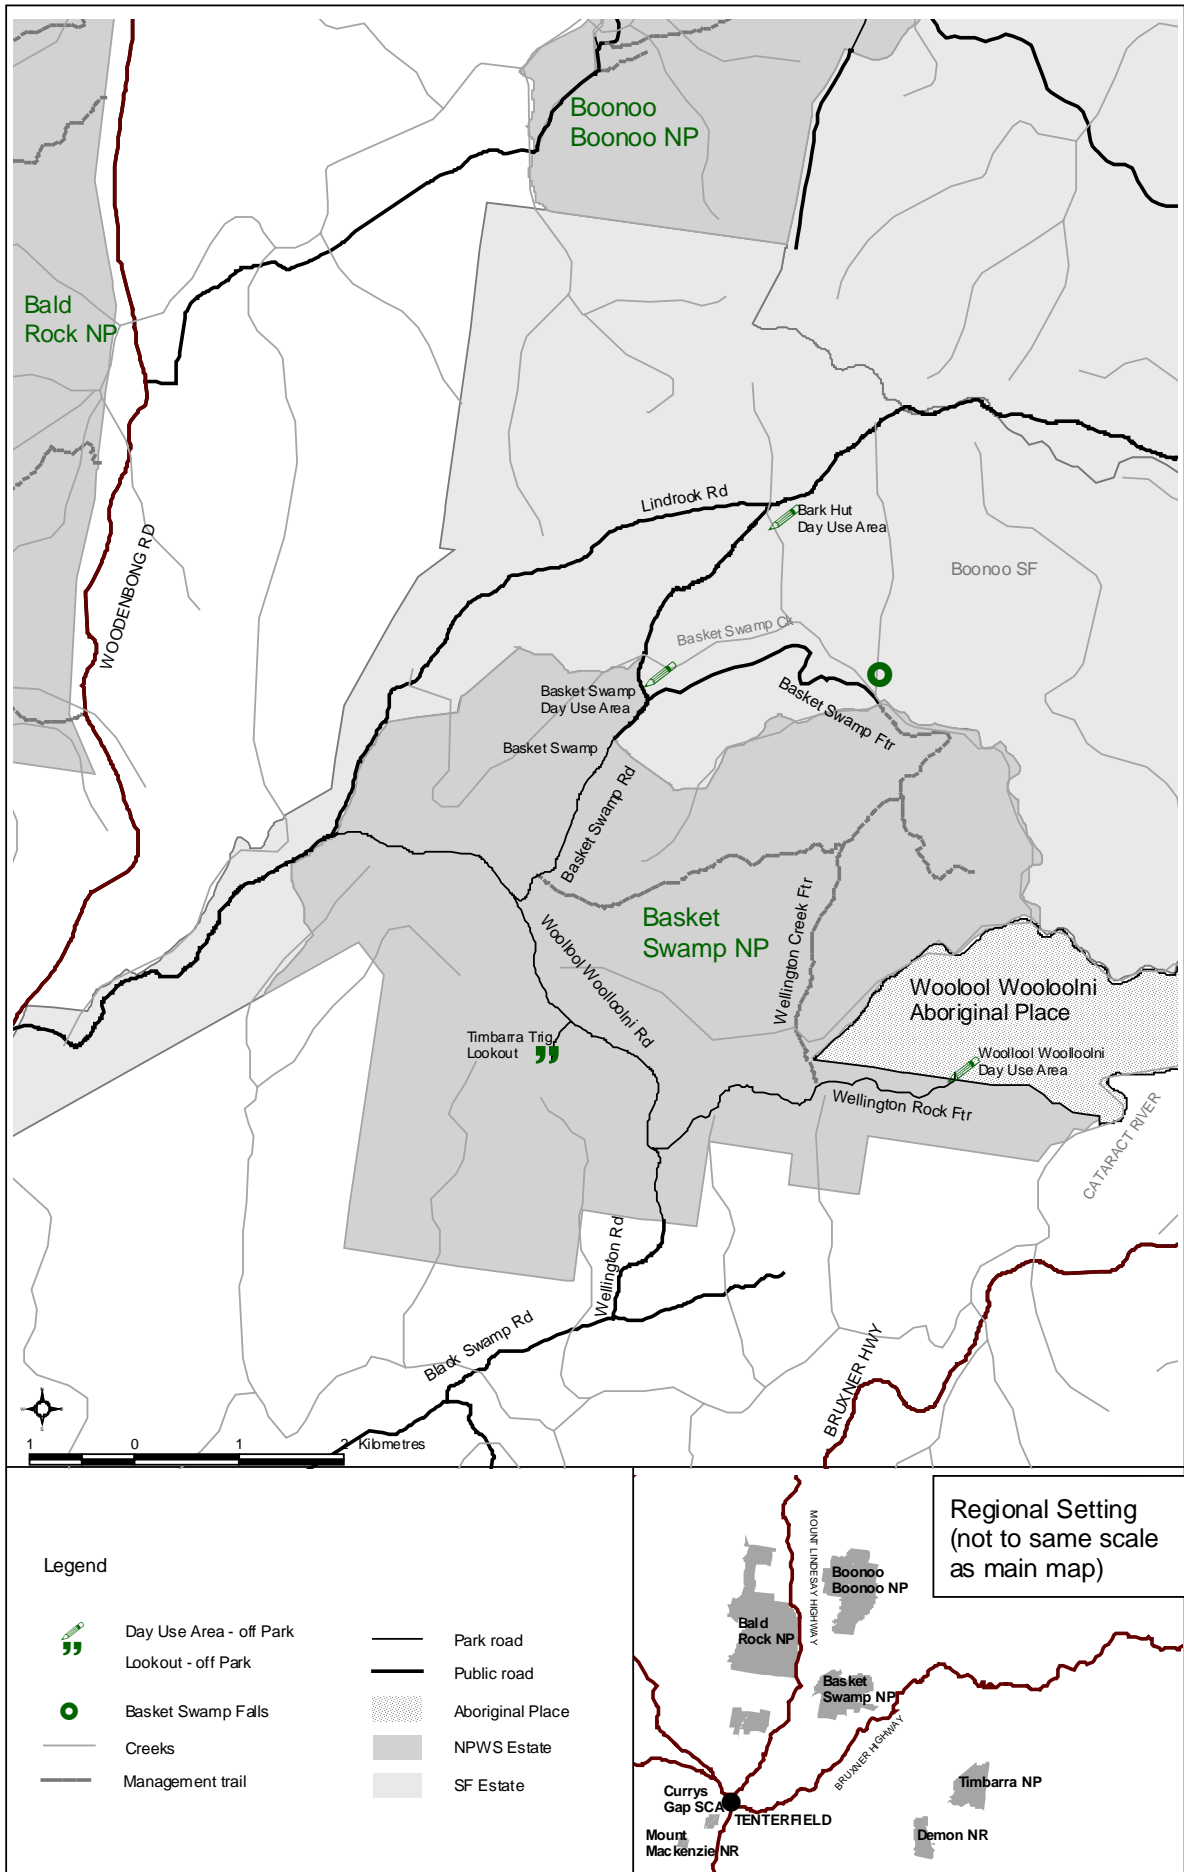 Boonoo
Boonoo NP
Bald
Rock NP
WOODENBONG RD
Lindrook Rd
Bark Hut
Day Use Area
Boonoo SF
Basket Swamp Ck
Basket Swamp
Day Use Area
Basket Swamp Ftr
Basket Swamp
Basket Swamp Rd
Basket
Swamp NP
Wellington Creek Ftr
Woollool Woolloolni Rd
Woolool Wooloolni
Aboriginal Place
Timbarra Trig.
Lookout
Woollool Woolloolni
Day Use Area
Wellington Rock Ftr
CATARACT RIVER
Wellington Rd
Black Swamp Rd
BRUXNER HWY
1 0 1 2 Kilometres
Legend
Day Use Area - off Park
Lookout - off Park
Basket Swamp Falls
Creeks
Management trail
Park road
Public road
Aboriginal Place
NPWS Estate
SF Estate
Regional Setting
(not to same scale
as main map)
MOUNT LINDESAY HIGHWAY
Boonoo
Boonoo NP
Bald
Rock NP
Basket
Swamp NP
BRUXNER HIGHWAY
Timbarra NP
Currys
Gap SCA
TENTERFIELD
Mount
Mackenzie NR
Demon NR